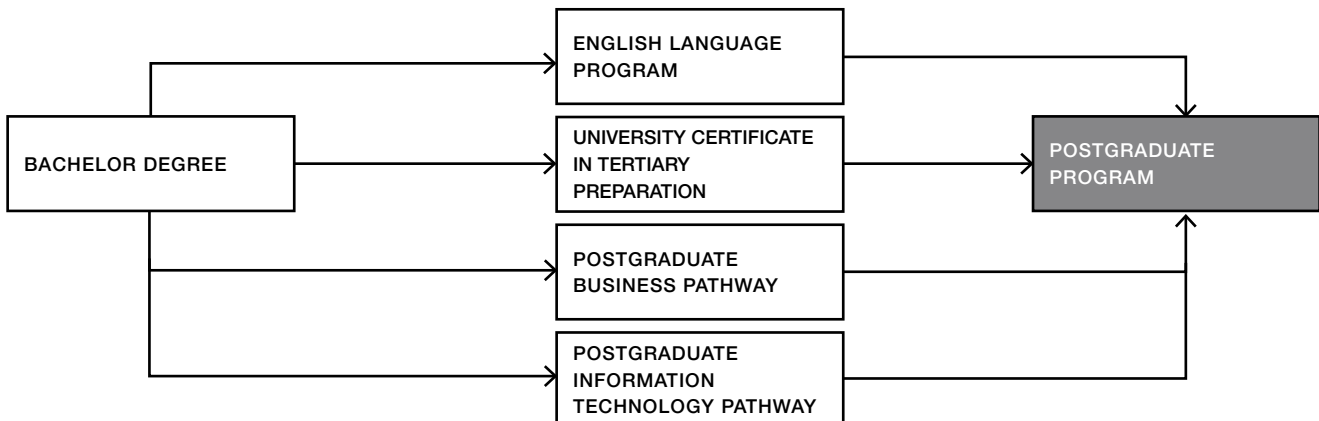 ENGLISH LANGUAGE
PROGRAM
BACHELOR DEGREE
UNIVERSITY CERTIFICATE
IN TERTIARY
PREPARATION
POSTGRADUATE
PROGRAM
POSTGRADUATE
BUSINESS PATHWAY
POSTGRADUATE
INFORMATION
TECHNOLOGY PATHWAY